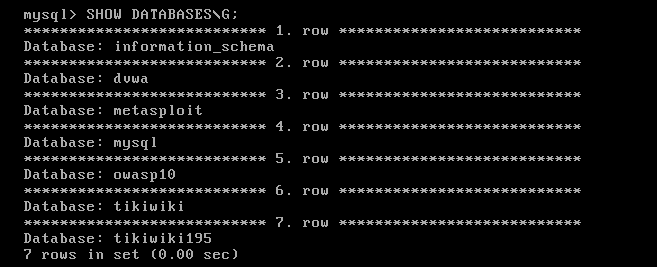 mysql> SHOW DATABASES\G;
*************************** 1. row ***************************
Database: information_schema
*************************** 2. row ***************************
Database: dvwa
*************************** 3. row ***************************
Database: metasploit
*************************** 4. row ***************************
Database: mysql
*************************** 5. row ***************************
Database: owasp10
*************************** 6. row ***************************
Database: tikiwiki
*************************** 7. row ***************************
Database: tikiwiki195
7 rows in set (0.00 sec)